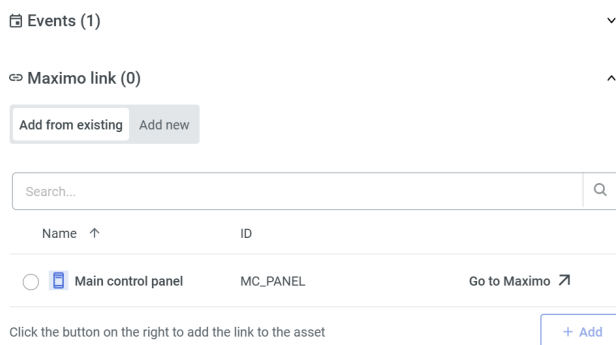 Events (1)
Maximo link (0)
Add from existing Add new
Search...
Name ID
Main control panel MC_PANEL Go to Maximo
Click the button on the right to add the link to the asset + Add